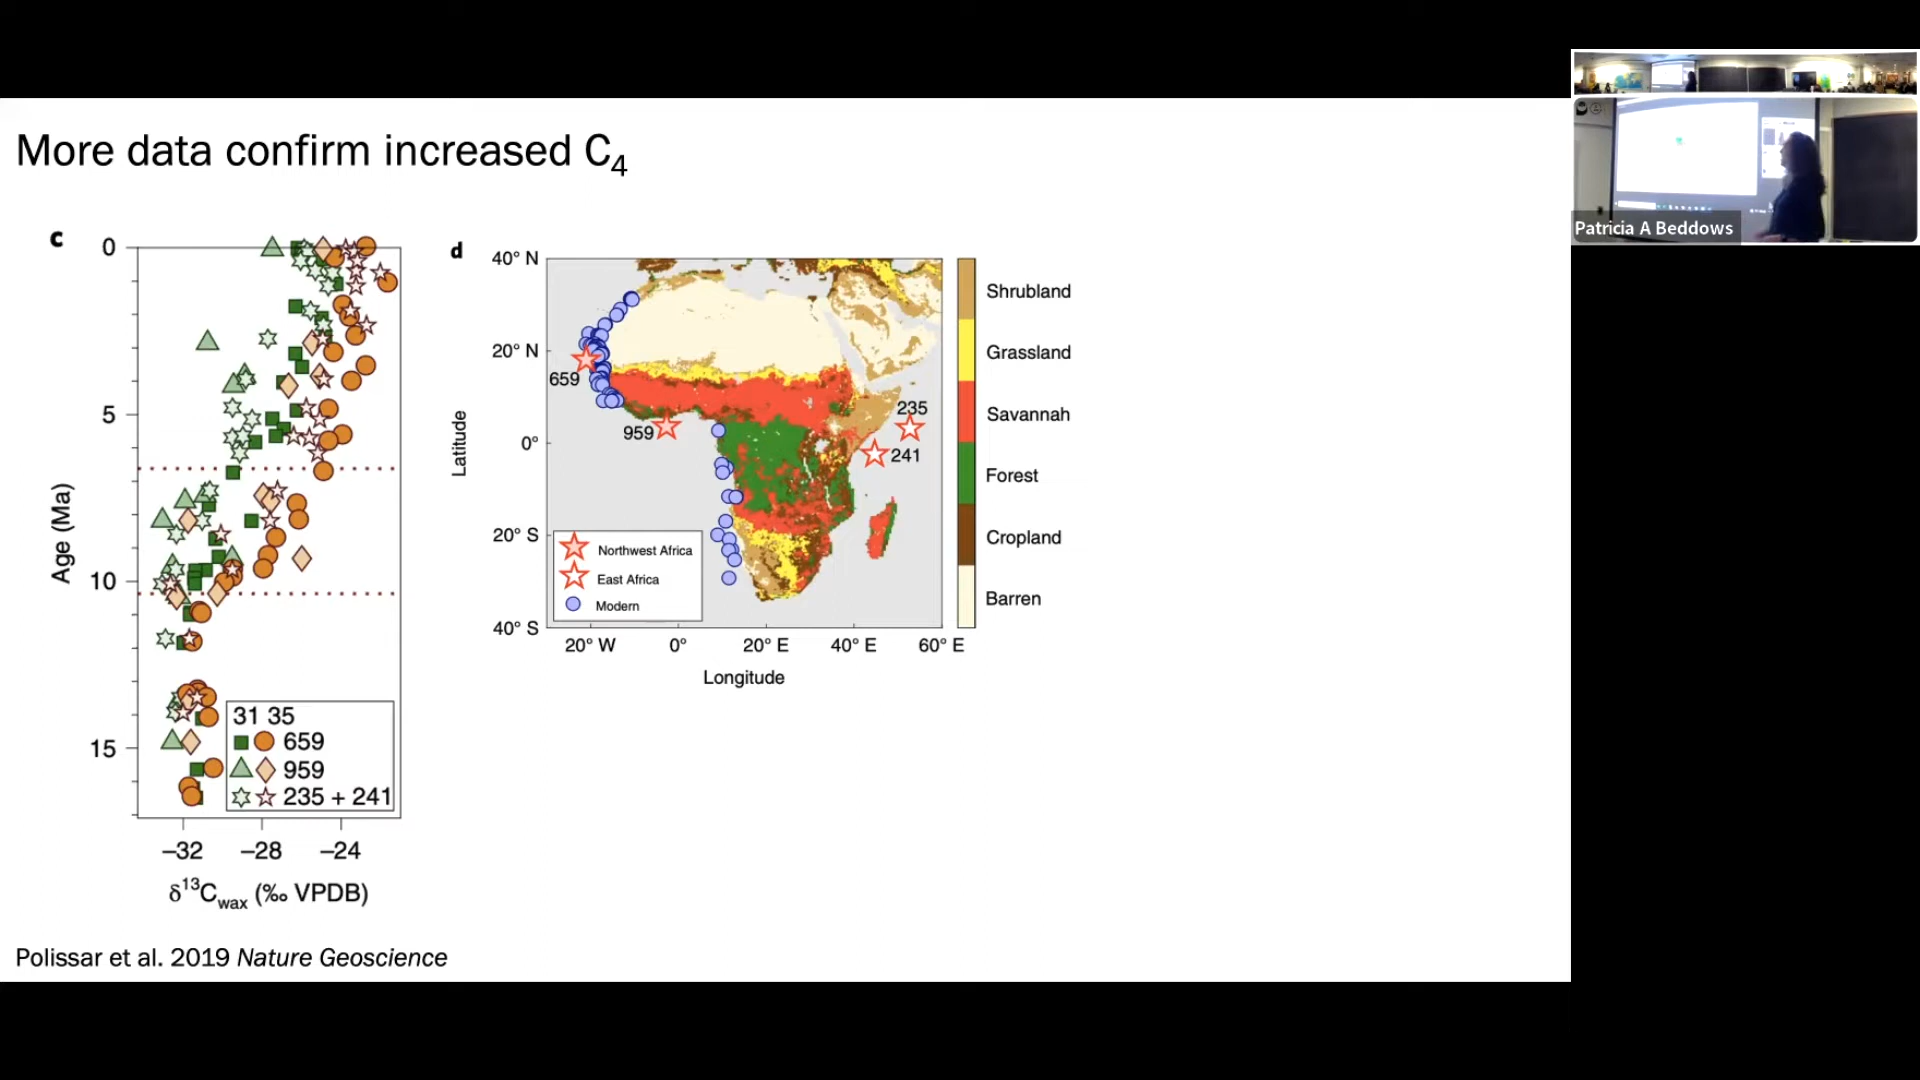 More data confirm increased C4
c
0
5
10
15
Age (Ma)
31 35
659
959
235 + 241
−32 −28 −24
δ13Cwax (‰ VPDB)
d
40° N
20° N
0°
20° S
40° S
Latitude
659
959
235
241
Northwest Africa
East Africa
Modern
20° W 0° 20° E 40° E 60° E
Longitude
Shrubland
Grassland
Savannah
Forest
Cropland
Barren
Polissar et al. 2019 Nature Geoscience
Patricia A Beddows